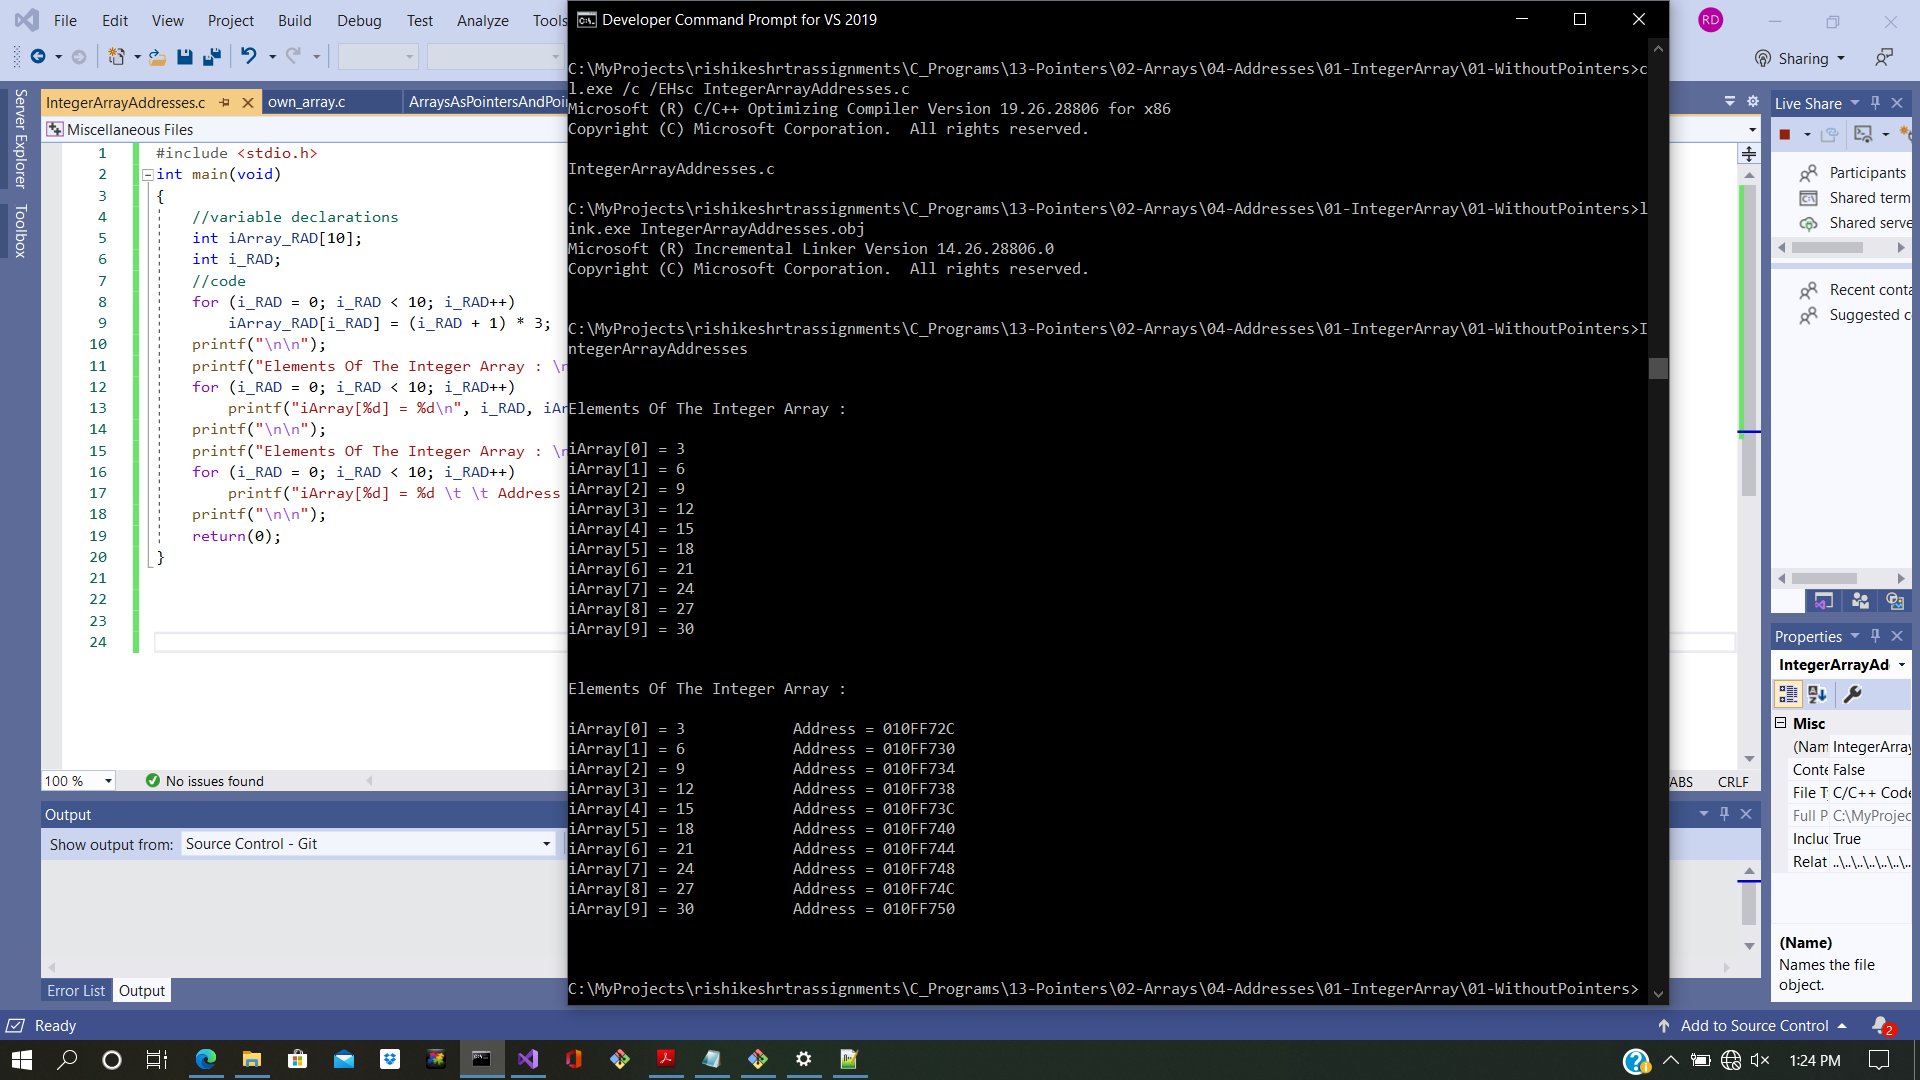 File Edit View Project Build Debug Test Analyze Tools
Developer Command Prompt for VS 2019
RD
Sharing
Server Explorer
Toolbox
IntegerArrayAddresses.c
own_array.c
ArraysAsPointersAndPoi
Miscellaneous Files
1 #include <stdio.h>
2 int main(void)
3 {
4 //variable declarations
5 int iArray_RAD[10];
6 int i_RAD;
7 //code
8 for (i_RAD = 0; i_RAD < 10; i_RAD++)
9 iArray_RAD[i_RAD] = (i_RAD + 1) * 3;
10 printf("\n\n");
11 printf("Elements Of The Integer Array : \n
12 for (i_RAD = 0; i_RAD < 10; i_RAD++)
13 printf("iArray[%d] = %d\n", i_RAD, iAr
14 printf("\n\n");
15 printf("Elements Of The Integer Array : \n
16 for (i_RAD = 0; i_RAD < 10; i_RAD++)
17 printf("iArray[%d] = %d \t \t Address
18 printf("\n\n");
19 return(0);
20 }
21
22
23
24
100 %
No issues found
Output
Show output from: Source Control - Git
Error List
Output
C:\MyProjects\rishikeshrtrassignments\C_Programs\13-Pointers\02-Arrays\04-Addresses\01-IntegerArray\01-WithoutPointers>c
l.exe /c /EHsc IntegerArrayAddresses.c
Microsoft (R) C/C++ Optimizing Compiler Version 19.26.28806 for x86
Copyright (C) Microsoft Corporation.  All rights reserved.
IntegerArrayAddresses.c
C:\MyProjects\rishikeshrtrassignments\C_Programs\13-Pointers\02-Arrays\04-Addresses\01-IntegerArray\01-WithoutPointers>l
ink.exe IntegerArrayAddresses.obj
Microsoft (R) Incremental Linker Version 14.26.28806.0
Copyright (C) Microsoft Corporation.  All rights reserved.
C:\MyProjects\rishikeshrtrassignments\C_Programs\13-Pointers\02-Arrays\04-Addresses\01-IntegerArray\01-WithoutPointers>I
ntegerArrayAddresses
Elements Of The Integer Array :
iArray[0] = 3
iArray[1] = 6
iArray[2] = 9
iArray[3] = 12
iArray[4] = 15
iArray[5] = 18
iArray[6] = 21
iArray[7] = 24
iArray[8] = 27
iArray[9] = 30
Elements Of The Integer Array :
iArray[0] = 3 Address = 010FF72C
iArray[1] = 6 Address = 010FF730
iArray[2] = 9 Address = 010FF734
iArray[3] = 12 Address = 010FF738
iArray[4] = 15 Address = 010FF73C
iArray[5] = 18 Address = 010FF740
iArray[6] = 21 Address = 010FF744
iArray[7] = 24 Address = 010FF748
iArray[8] = 27 Address = 010FF74C
iArray[9] = 30 Address = 010FF750
C:\MyProjects\rishikeshrtrassignments\C_Programs\13-Pointers\02-Arrays\04-Addresses\01-IntegerArray\01-WithoutPointers>
ABS CRLF
Live Share
Participants
Shared term
Shared serve
Recent conta
Suggested c
Properties
IntegerArrayAd
Misc
(Nam IntegerArray
Conte False
File T C/C++ Code
Full P C:\MyProjec
Incluc True
Relat ..\..\..\..\..\..
(Name)
Names the file
object.
Ready
Add to Source Control
2
1:24 PM